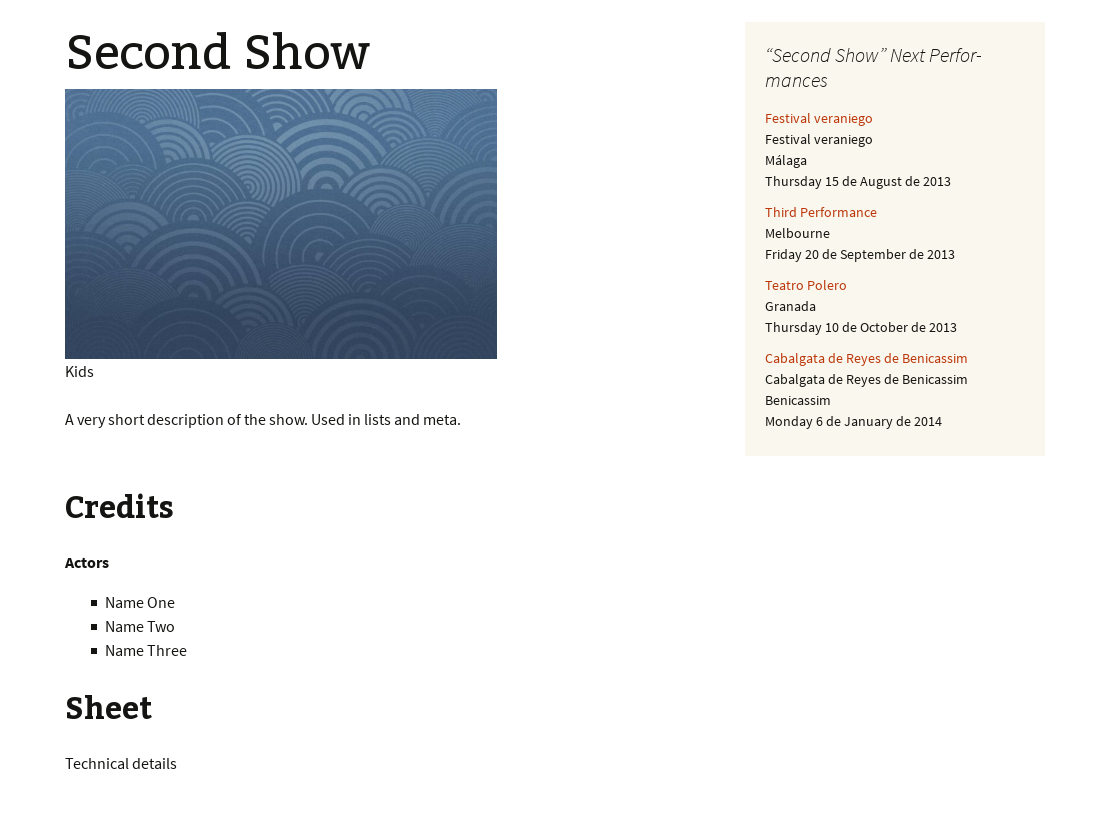 Second Show
Kids
A very short description of the show. Used in lists and meta.
Credits
Actors
Name One
Name Two
Name Three
Sheet
Technical details
“Second Show” Next Perfor-
mances
Festival veraniego
Festival veraniego
Málaga
Thursday 15 de August de 2013
Third Performance
Melbourne
Friday 20 de September de 2013
Teatro Polero
Granada
Thursday 10 de October de 2013
Cabalgata de Reyes de Benicassim
Cabalgata de Reyes de Benicassim
Benicassim
Monday 6 de January de 2014